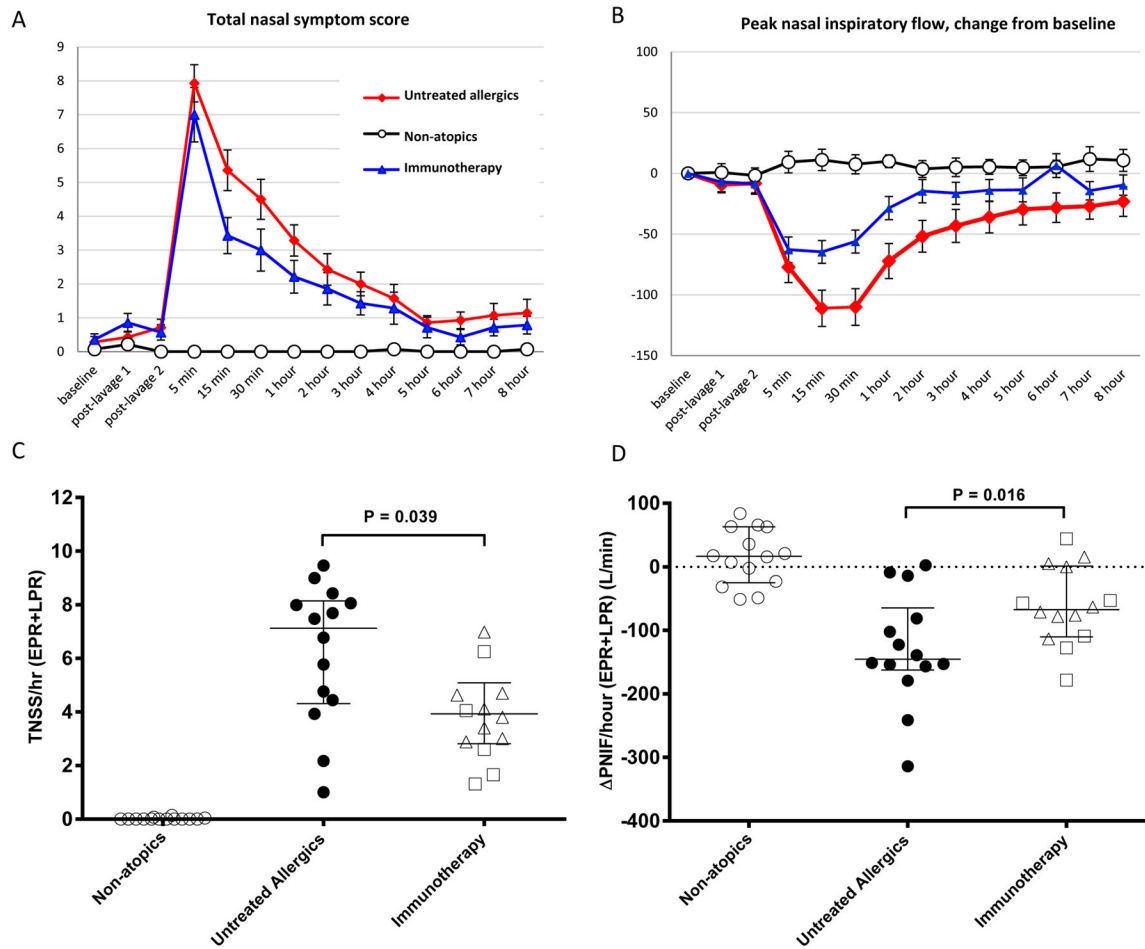 A
Total nasal symptom score
9
8
7
6
5
4
3
2
1
0
Untreated allergics
Non-atopics
Immunotherapy
baseline
post-lavage 1
post-lavage 2
5 min
15 min
30 min
1 hour
2 hour
3 hour
4 hour
5 hour
6 hour
7 hour
8 hour
B
Peak nasal inspiratory flow, change from baseline
100
50
0
-50
-100
-150
baseline
post-lavage 1
post-lavage 2
5 min
15 min
30 min
1 hour
2 hour
3 hour
4 hour
5 hour
6 hour
7 hour
8 hour
C
TNSS/hr (EPR+LPR)
12
10
8
6
4
2
0
P = 0.039
Non-atopics
Untreated Allergics
Immunotherapy
D
ΔPNIF/hour (EPR+LPR) (L/min)
100
0
-100
-200
-300
-400
P = 0.016
Non-atopics
Untreated Allergics
Immunotherapy